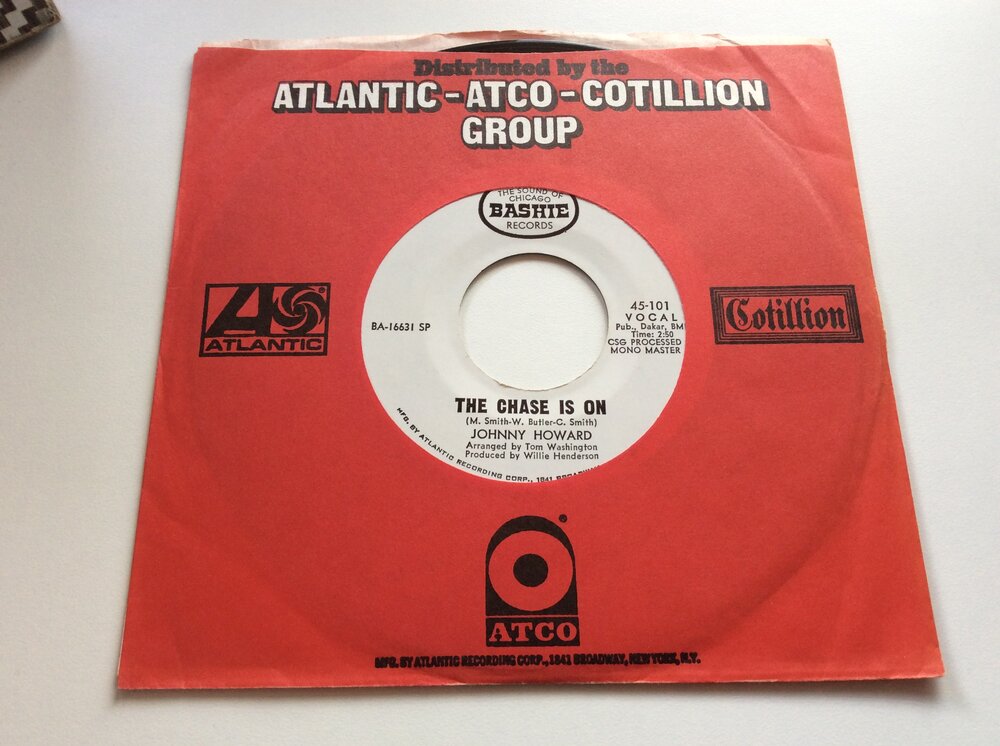 Distributed by the
ATLANTIC-ATCO-COTILLION
GROUP
THE SOUND OF
CHICAGO
BASHIE
RECORDS
ATLANTIC
®
BA-16631 SP
45-101
VOCAL
Pub., Dakar, BM
Time: 2:50
CSG PROCESSED
MONO MASTER
Cotillion
THE CHASE IS ON
(M. Smith-W. Butler-C. Smith)
JOHNNY HOWARD
Arranged by Tom Washington
Produced by Willie Henderson
MFG. BY ATLANTIC RECORDING CORP., 1841 BROADWAY
®
ATCO
MFG. BY ATLANTIC RECORDING CORP., 1841 BROADWAY, NEW YORK, N.Y.